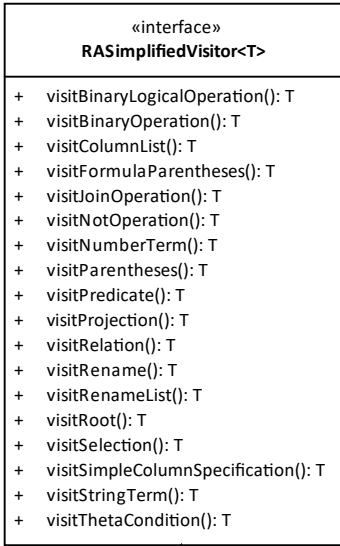 «interface»
RASimplifiedVisitor<T>
+ visitBinaryLogicalOperation(): T
+ visitBinaryOperation(): T
+ visitColumnList(): T
+ visitFormulaParentheses(): T
+ visitJoinOperation(): T
+ visitNotOperation(): T
+ visitNumberTerm(): T
+ visitParentheses(): T
+ visitPredicate(): T
+ visitProjection(): T
+ visitRelation(): T
+ visitRename(): T
+ visitRenameList(): T
+ visitRoot(): T
+ visitSelection(): T
+ visitSimpleColumnSpecification(): T
+ visitStringTerm(): T
+ visitThetaCondition(): T